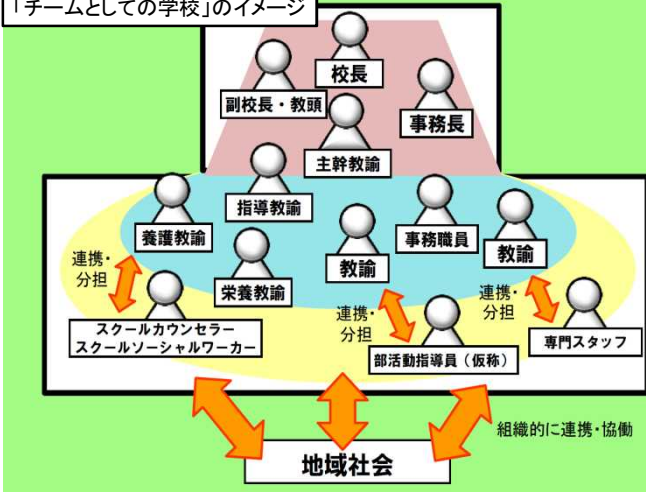 「チームとしての学校」のイメージ
校長
副校長・教頭
事務長
主幹教諭
指導教諭
養護教諭
事務職員
教諭
教諭
栄養教諭
連携・
分担
連携・
分担
連携・
分担
スクールカウンセラー
スクールソーシャルワーカー
部活動指導員（仮称）
専門スタッフ
組織的に連携・協働
地域社会